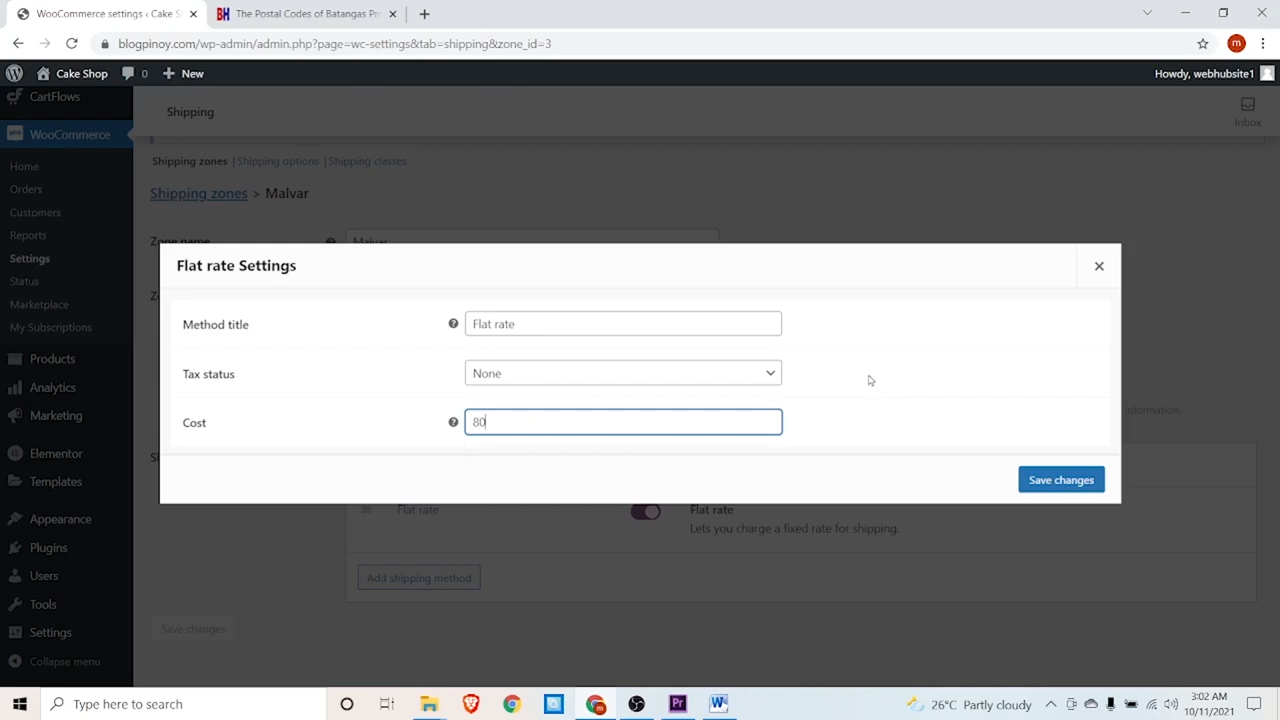 WooCommerce settings ‹ Cake S
The Postal Codes of Batangas Pro
blogpinoy.com/wp-admin/admin.php?page=wc-settings&tab=shipping&zone_id=3
m
Cake Shop
0
New
Howdy, webhubsite1
CartFlows
WooCommerce
Home
Orders
Customers
Reports
Settings
Status
Marketplace
My Subscriptions
Products
Analytics
Marketing
Elementor
Templates
Appearance
Plugins
Users
Tools
Settings
Collapse menu
Shipping
Inbox
Shipping zones | Shipping options | Shipping classes
Shipping zones > Malvar
Zone name
Malvar
Flat rate Settings
Method title
Flat rate
Tax status
None
Cost
80
Save changes
information.
Flat rate
Flat rate
Lets you charge a fixed rate for shipping.
Add shipping method
Save changes
Type here to search
26°C Partly cloudy
3:02 AM
10/11/2021